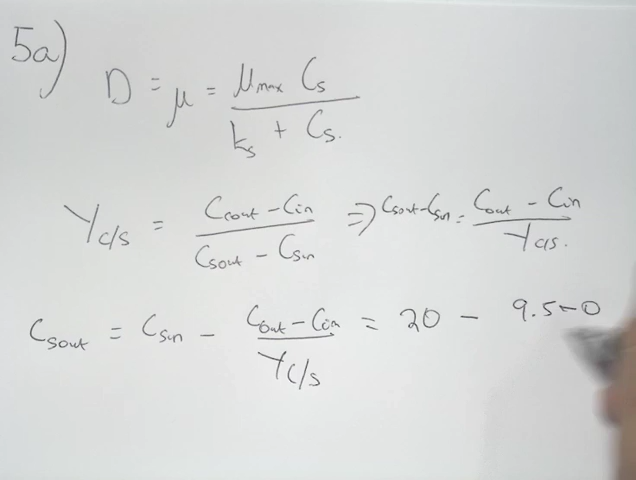 5a) D = μ = μmax Cs / ks + Cs.
Yc/s = Ccout - Cin / Csout - Csin => Csout - Csin = Cout - Cin / Yc/s.
Csout = Csin - Cout - Cin / Yc/s = 20 - 9.5 - 0